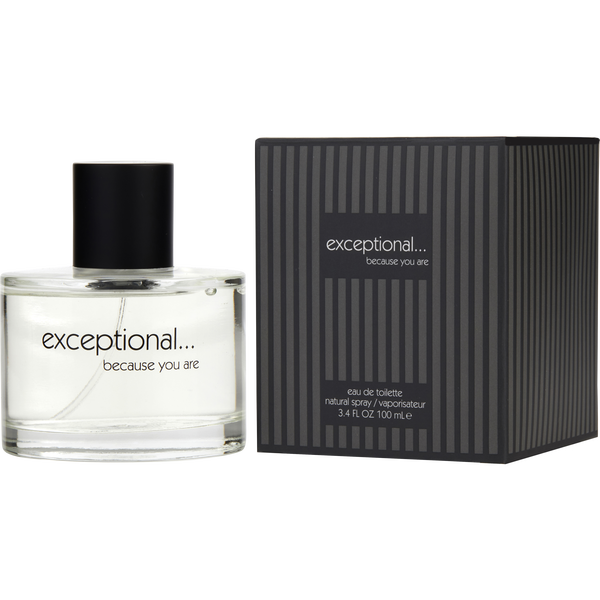 exceptional...
because you are
exceptional...
because you are
eau de toilette
natural spray / vaporisateur
3.4 FL OZ 100 mL e